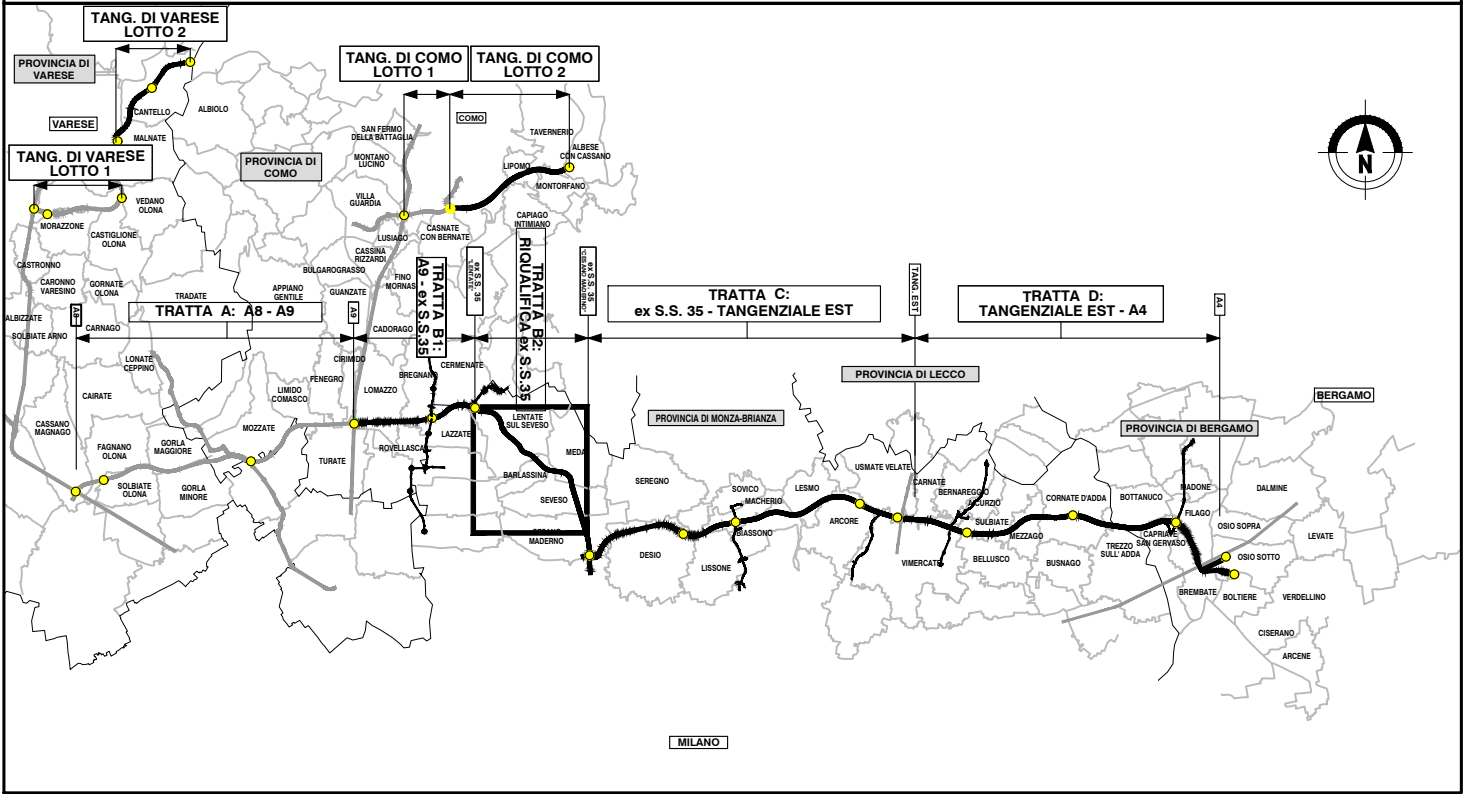 TANG. DI VARESE
LOTTO 2
PROVINCIA DI
VARESE
CANTELLO
ALBIOLO
VARESE
MALNATE
TANG. DI VARESE
LOTTO 1
PROVINCIA DI
COMO
TANG. DI COMO
LOTTO 1
TANG. DI COMO
LOTTO 2
COMO
SAN FERMO
DELLA BATTAGLIA
TAVERNERIO
ALBESE
CON CASSANO
MONTANO
LUCINO
LIPOMO
MONTORFANO
VILLA
GUARDIA
VEDANO
OLONA
MORAZZONE
CASTIGLIONE
OLONA
LUSIAGO
CASNATE
CON BERNATE
CAPIAGO
INTIMIANO
CASSINA
RIZZARDI
BULGAROGRASSO
FINO
MORNAS
CASTRONNO
CARONNO
VARESINO
GORNATE
OLONA
TRADATE
APPIANO
GENTILE
GUANZATE
ALBIZZATE
SOLBIATE ARNO
CARNAGO
A8
TRATTA A: A8 - A9
A9
CADORAGO
TRATTA B1:
A9 - ex S.S.35
ex S.S. 35
"LENTATE"
TRATTA B2:
RIQUALIFICA ex S.S.35
ex S.S. 35
TRATTA C:
ex S.S. 35 - TANGENZIALE EST
TANG. EST
TRATTA D:
TANGENZIALE EST - A4
A4
LONATE
CEPPINO
CIRIMIDO
FENEGRO
LIMIDO
COMASCO
LOMAZZO
BREGNANO
CERMENATE
CAIRATE
CASSANO
MAGNAGO
FAGNANO
OLONA
GORLA
MAGGIORE
MOZZATE
SOLBIATE
OLONA
GORLA
MINORE
TURATE
ROVELLASCA
LAZZATE
LENTATE
SUL SEVESO
MEDA
BARLASSINA
SEVESO
MADERNO
PROVINCIA DI MONZA-BRIANZA
PROVINCIA DI LECCO
PROVINCIA DI BERGAMO
BERGAMO
SEREGNO
DESIO
SOVICO
MACHERIO
BIASSONO
LISSONE
LESMO
ARCORE
USMATE VELATE
CARNATE
BERNAREGGIO
SULBIATE
VIMERCATE
MEZZAGO
BELLUSCO
CORNATE D'ADDA
BUSNAGO
BOTTANUCO
TREZZO
SULL' ADDA
MADONE
FILAGO
CAPRIATE
SAN GERVASO
DALMINE
OSIO SOPRA
OSIO SOTTO
LEVATE
BREMBATE
BOLTIERE
VERDELLINO
CISERANO
ARCENE
MILANO
N